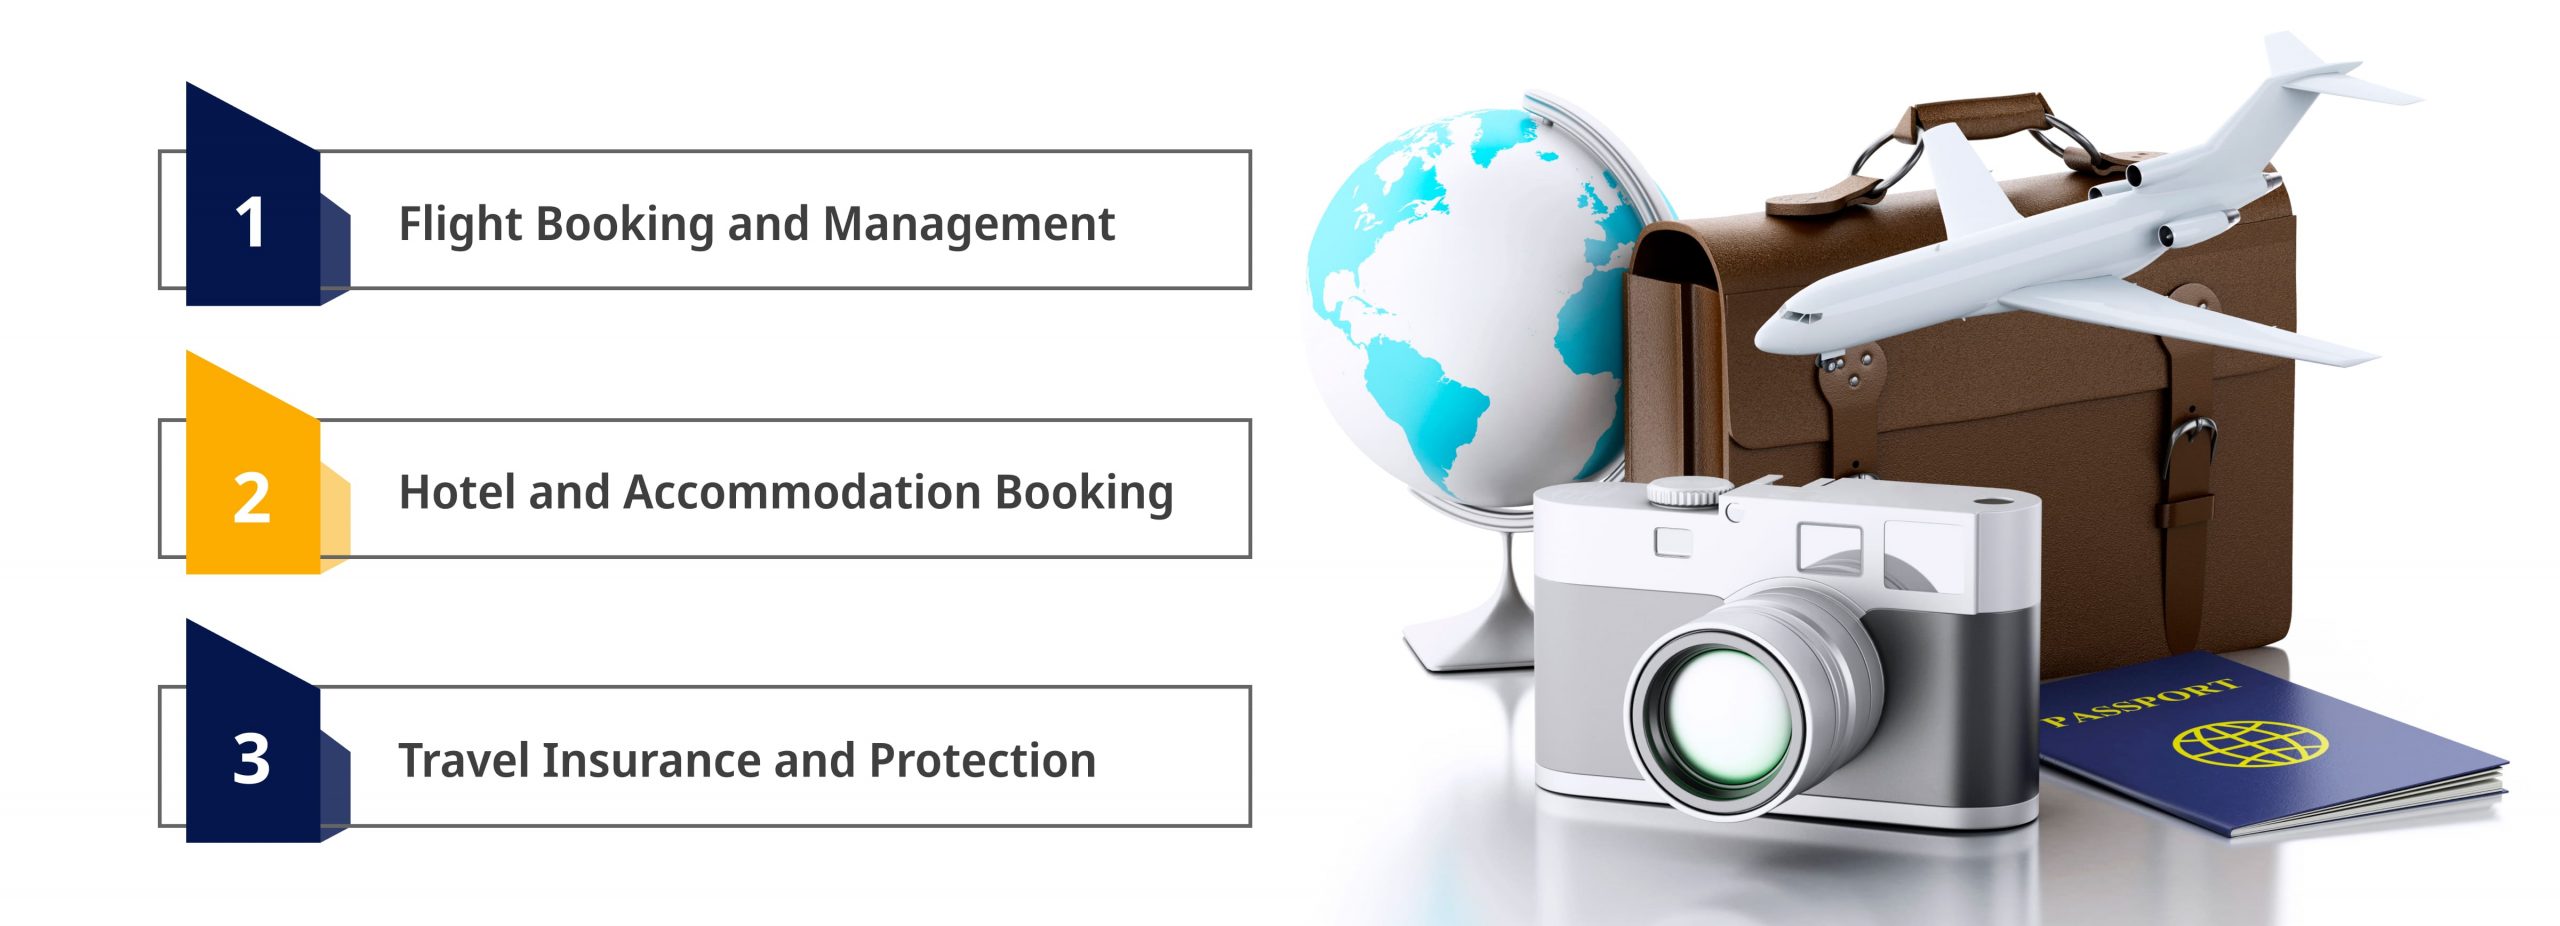 1
Flight Booking and Management
2
Hotel and Accommodation Booking
3
Travel Insurance and Protection
PASSPORT